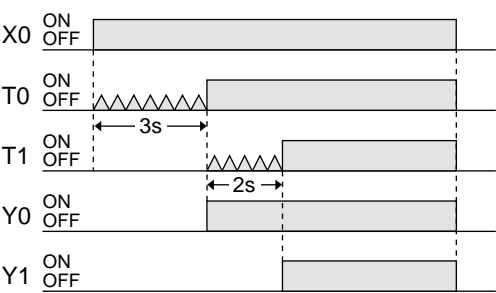 X0 ON
OFF
T0 ON
OFF
3s
T1 ON
OFF
2s
Y0 ON
OFF
Y1 ON
OFF